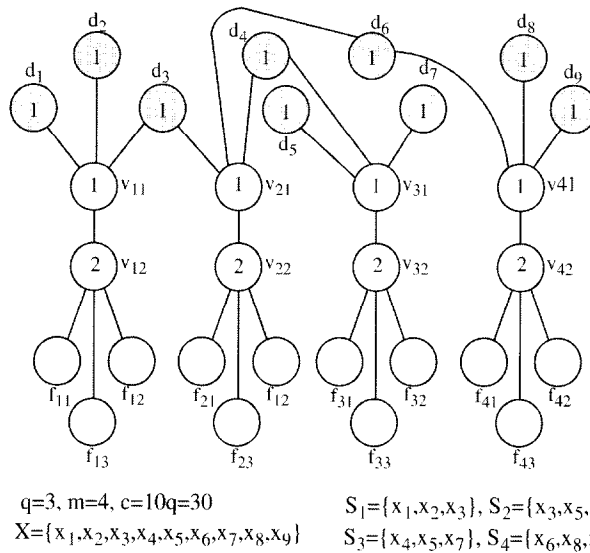 d₂ d₆ d₈
d₁ d₃ d₄ d₇ d₉
1 1 1 1
1 1 1 1 1
d₅
1 v₁₁ 1 v₂₁ 1 v₃₁ 1 v41
2 v₁₂ 2 v₂₂ 2 v₃₂ 2 v₄₂
f₁₁ f₁₂ f₂₁ f₁₂ f₃₁ f₃₂ f₄₁ f₄₂
f₁₃ f₂₃ f₃₃ f₄₃
q=3, m=4, c=10q=30 S₁={x₁,x₂,x₃}, S₂={x₃,x₅,
X={x₁,x₂,x₃,x₄,x₅,x₆,x₇,x₈,x₉} S₃={x₄,x₅,x₇}, S₄={x₆,x₈,